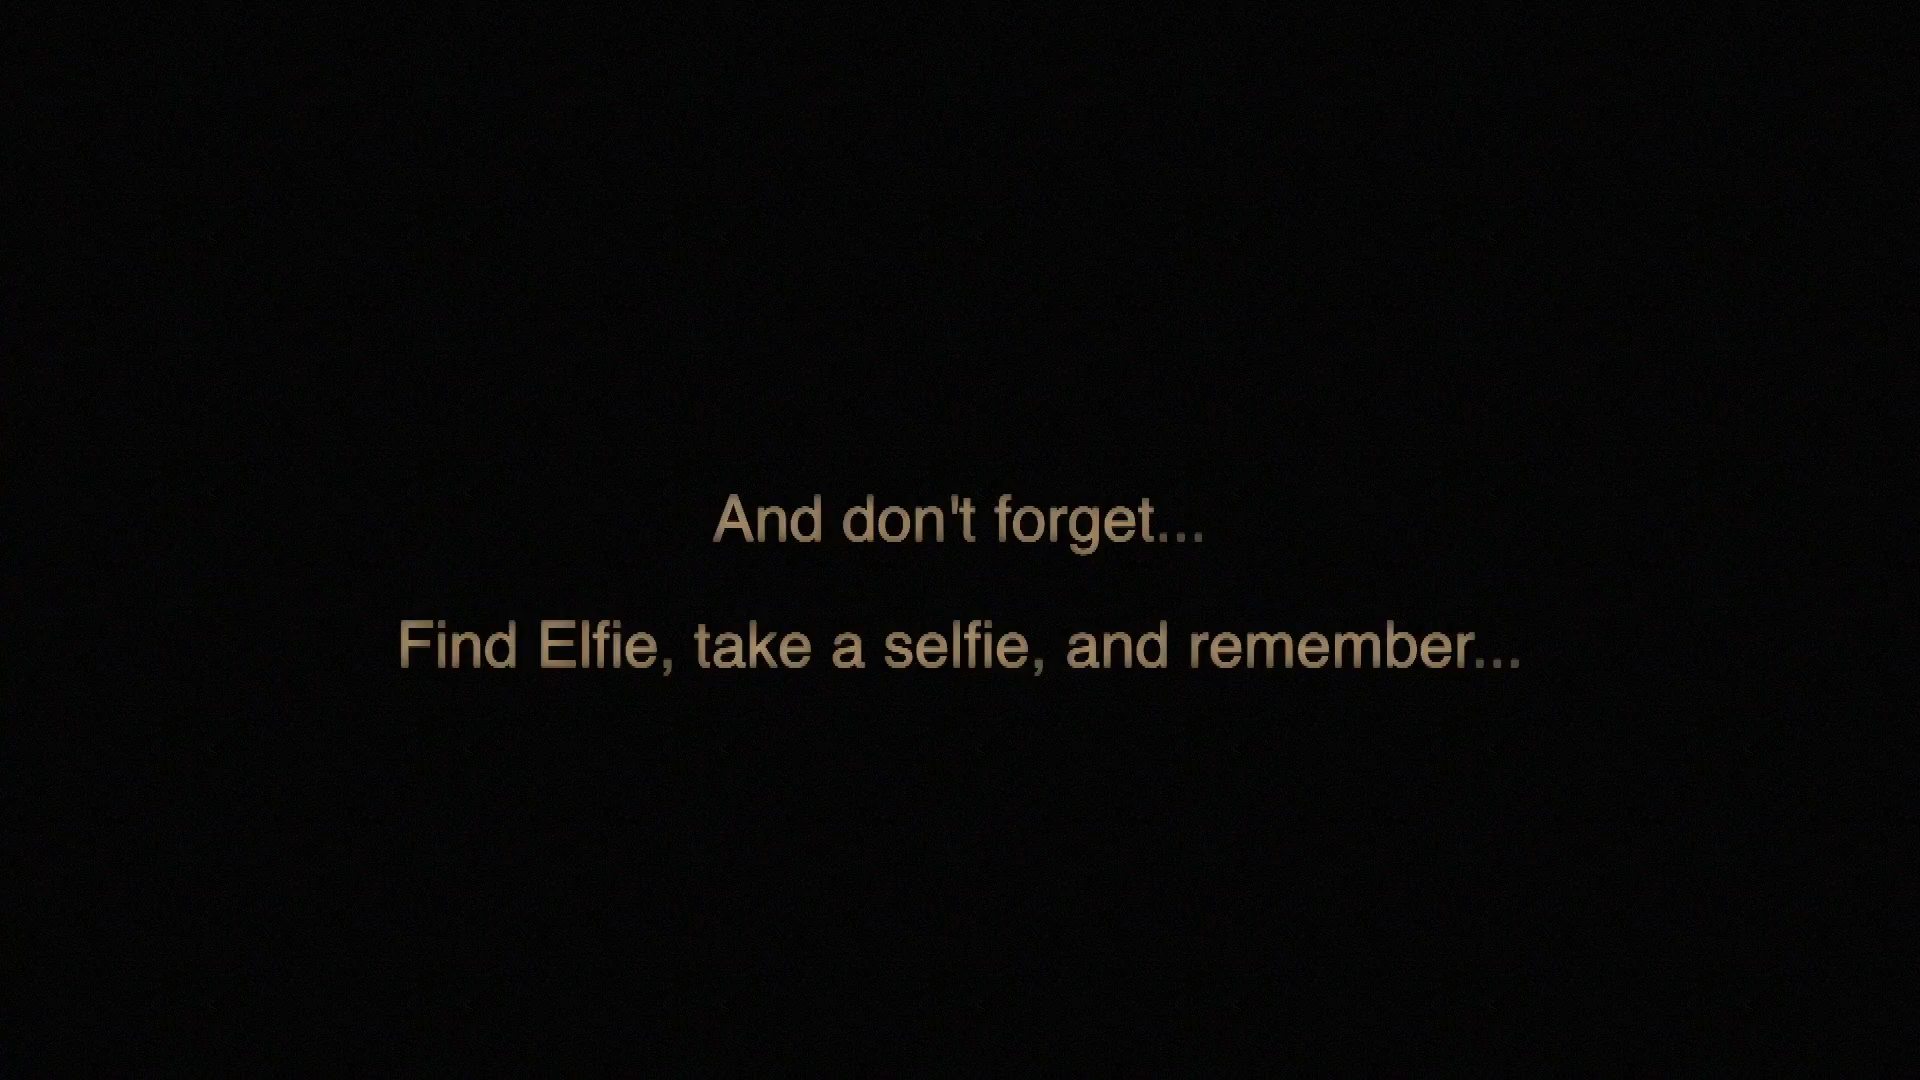 And don't forget...
Find Elfie, take a selfie, and remember...